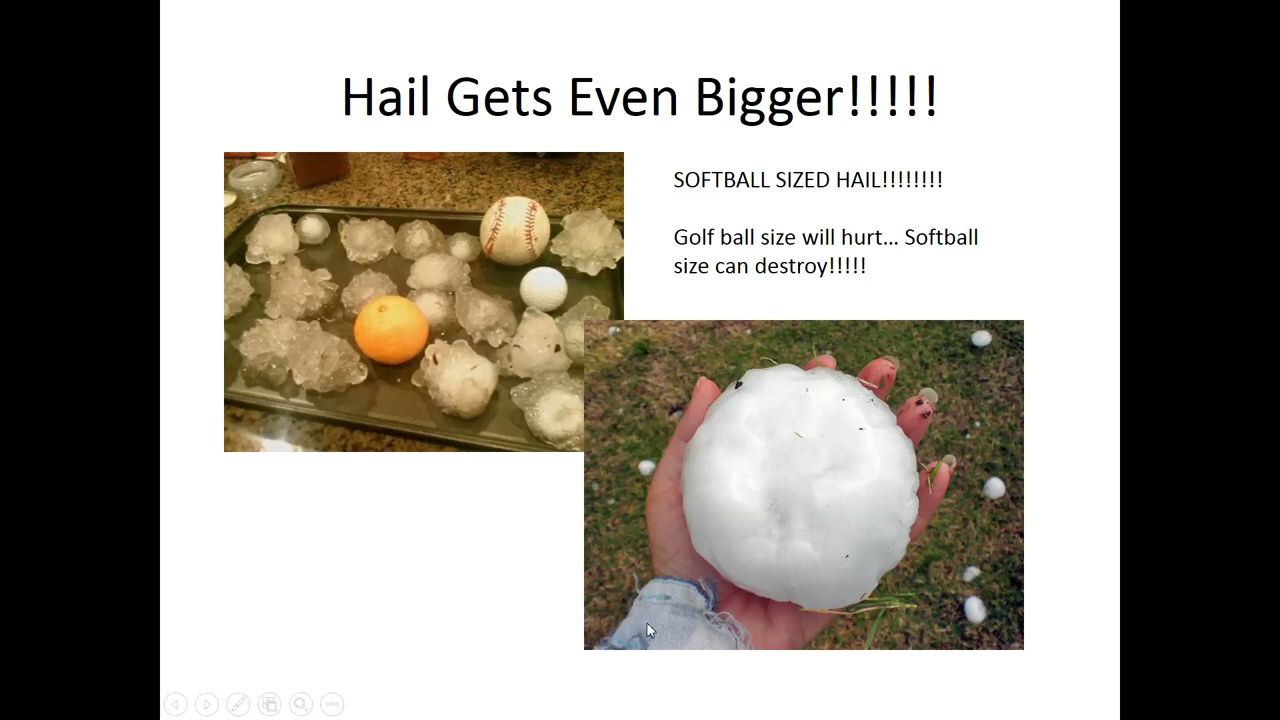 Hail Gets Even Bigger!!!!!
SOFTBALL SIZED HAIL!!!!!!!!
Golf ball size will hurt... Softball
size can destroy!!!!!